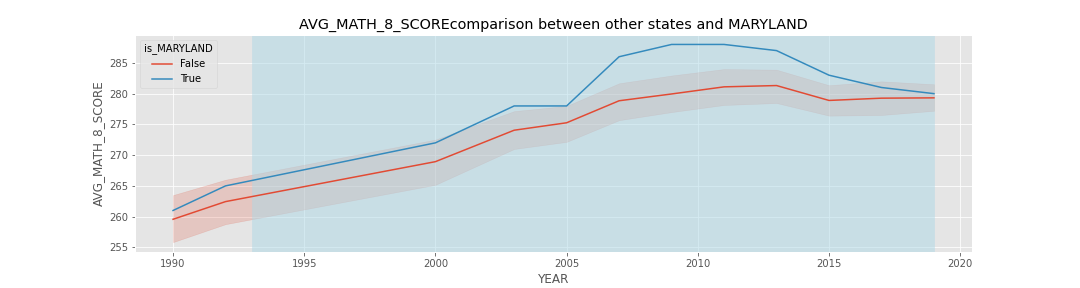 AVG_MATH_8_SCOREcomparison between other states and MARYLAND
is_MARYLAND
False
True
AVG_MATH_8_SCORE
285
280
275
270
265
260
255
1990 1995 2000 2005 2010 2015 2020
YEAR